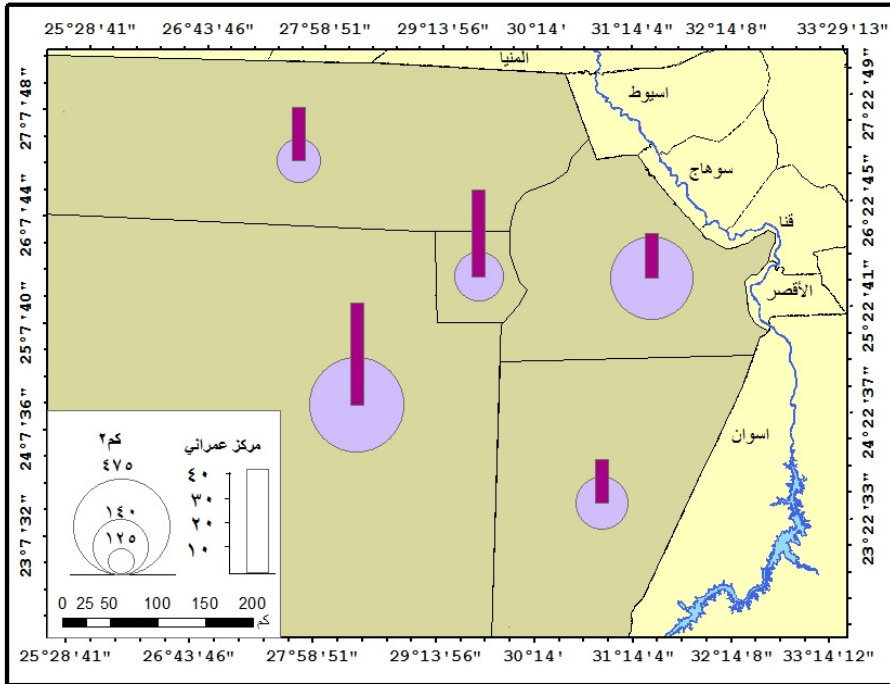 25°28'41" 26°43'46" 27°58'51" 29°13'56" 30°14' 31°14'4" 32°14'8" 33°29'13"
27°7'48" 26°7'44" 25°7'40" 24°7'36" 23°7'32"
27°22'49" 26°22'45" 25°22'41" 24°22'37" 23°22'33"
المنيا
اسيوط
سوهاج
قنا
الأقصر
اسوان
كم٢
٤٧٥
١٤٠
١٢٥
مركز عمراني
٤٠
٣٠
٢٠
١٠
0 25 50 100 150 200
كم
25°28'41" 26°43'46" 27°58'51" 29°13'56" 30°14' 31°14'4" 32°14'8" 33°14'12"